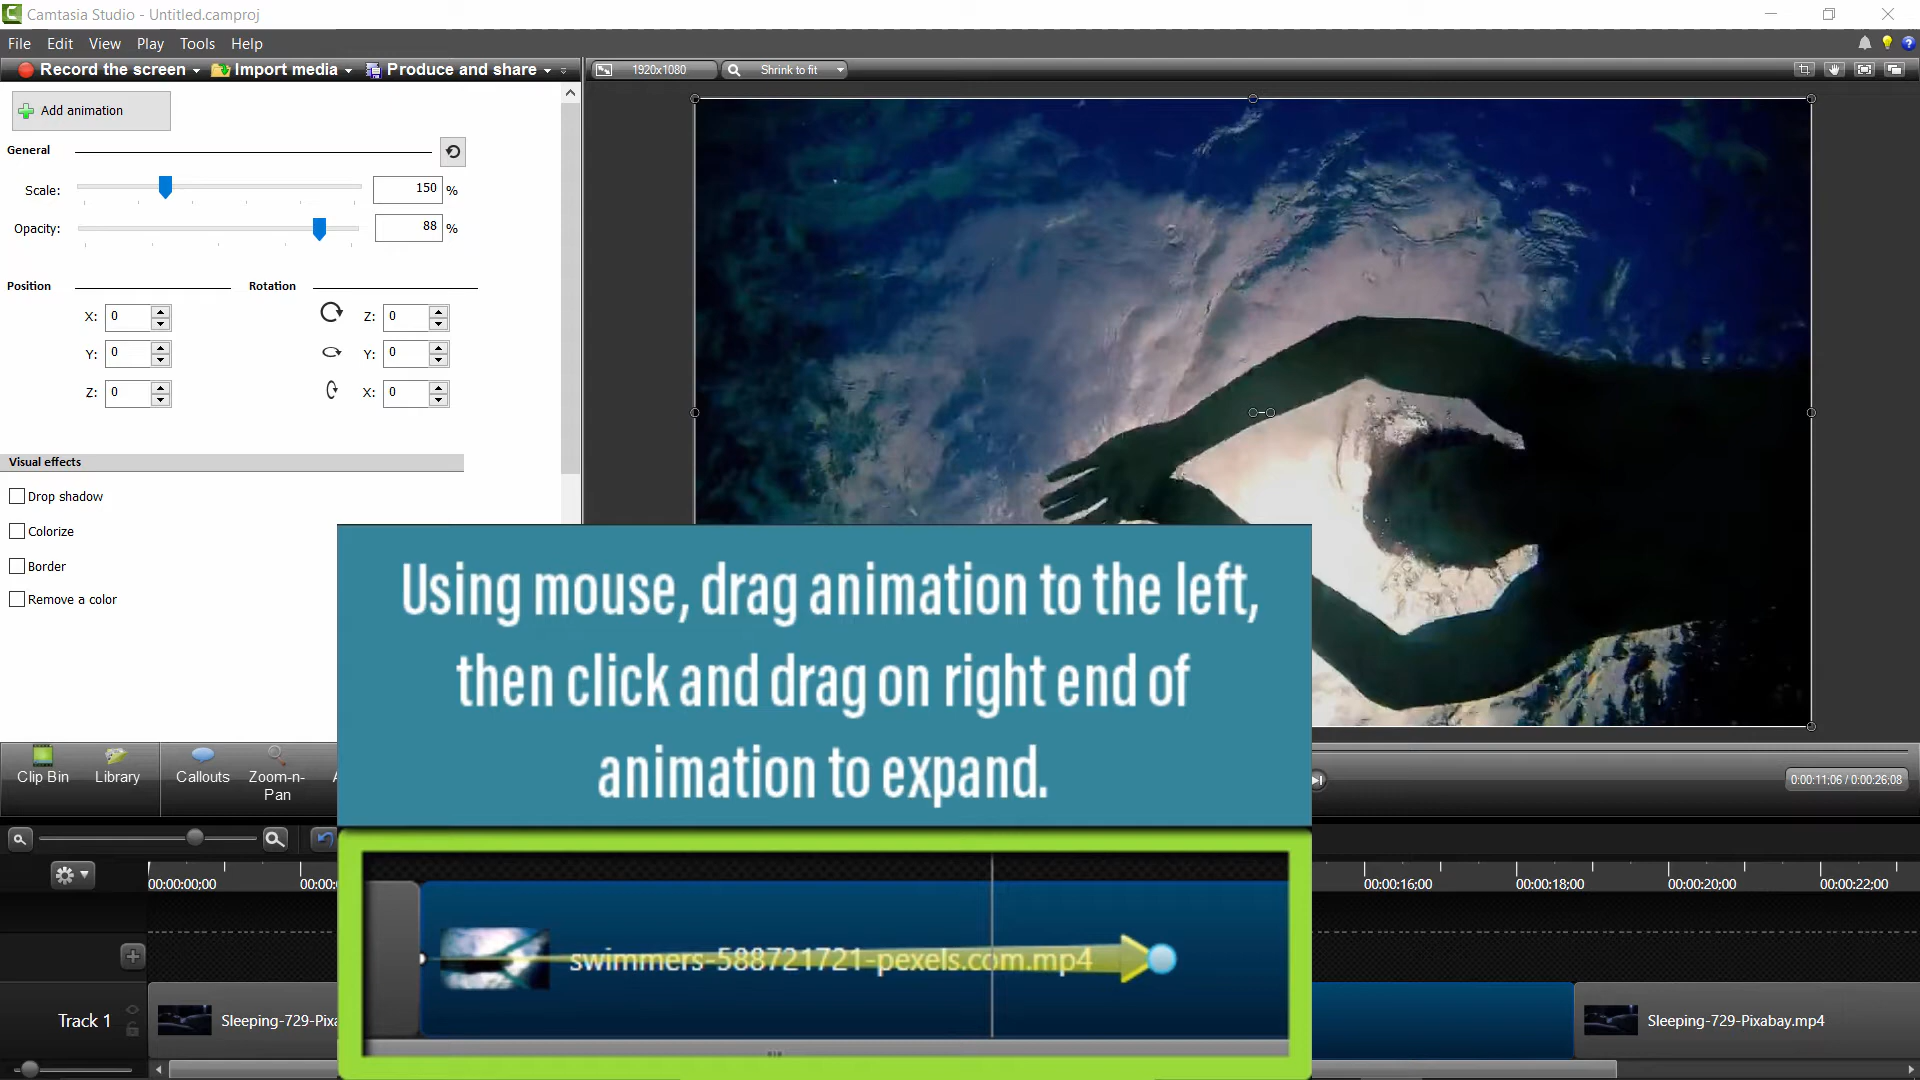 Camtasia Studio - Untitled.camproj
File Edit View Play Tools Help
Record the screen Import media Produce and share 1920x1080 Shrink to fit
Add animation
General
Scale: 150 %
Opacity: 88 %
Position Rotation
X: 0 Z: 0
Y: 0 Y: 0
Z: 0 X: 0
Visual effects
Drop shadow
Colorize
Border
Remove a color
Using mouse, drag animation to the left,
then click and drag on right end of
animation to expand.
Clip Bin Library Callouts Zoom-n-
Pan
0:00:11;06 / 0:00:26;08
00:00:00;00 00:00:16;00 00:00:18;00 00:00:20;00 00:00:22;00
swimmers-588721721-pexels.com.mp4
Track 1 Sleeping-729-Pixa Sleeping-729-Pixabay.mp4